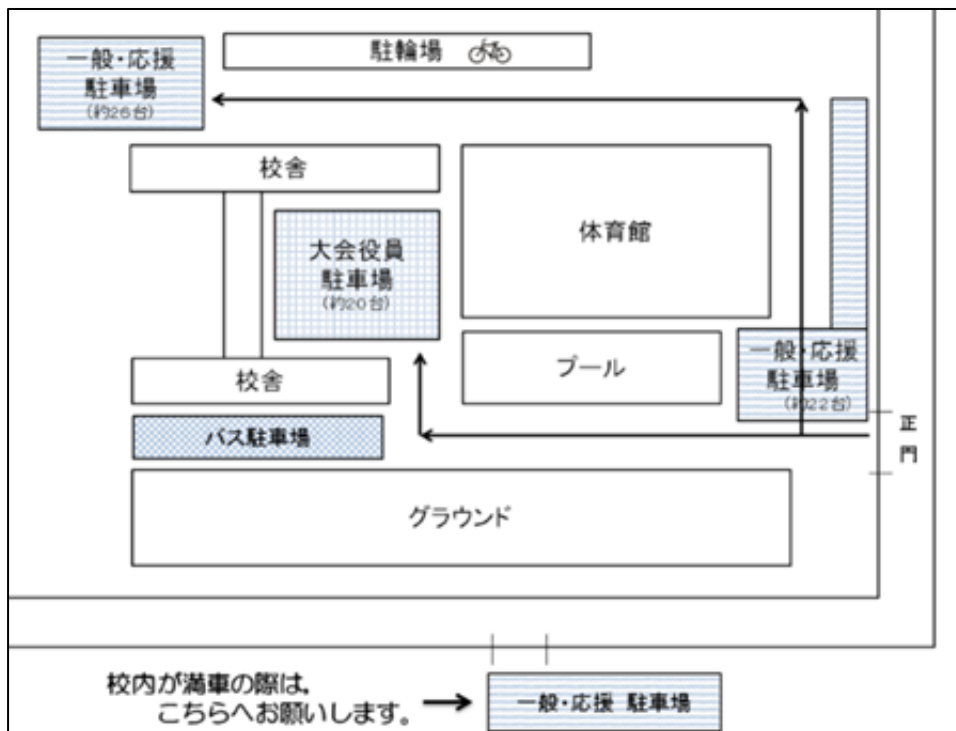 一般・応援
駐車場
(約26台)
駐輪場
校舎
体育館
大会役員
駐車場
(約20台)
プール
一般・応援
駐車場
(約22台)
校舎
正
門
バス駐車場
グラウンド
校内が満車の際は、
こちらへお願いします。
一般・応援 駐車場